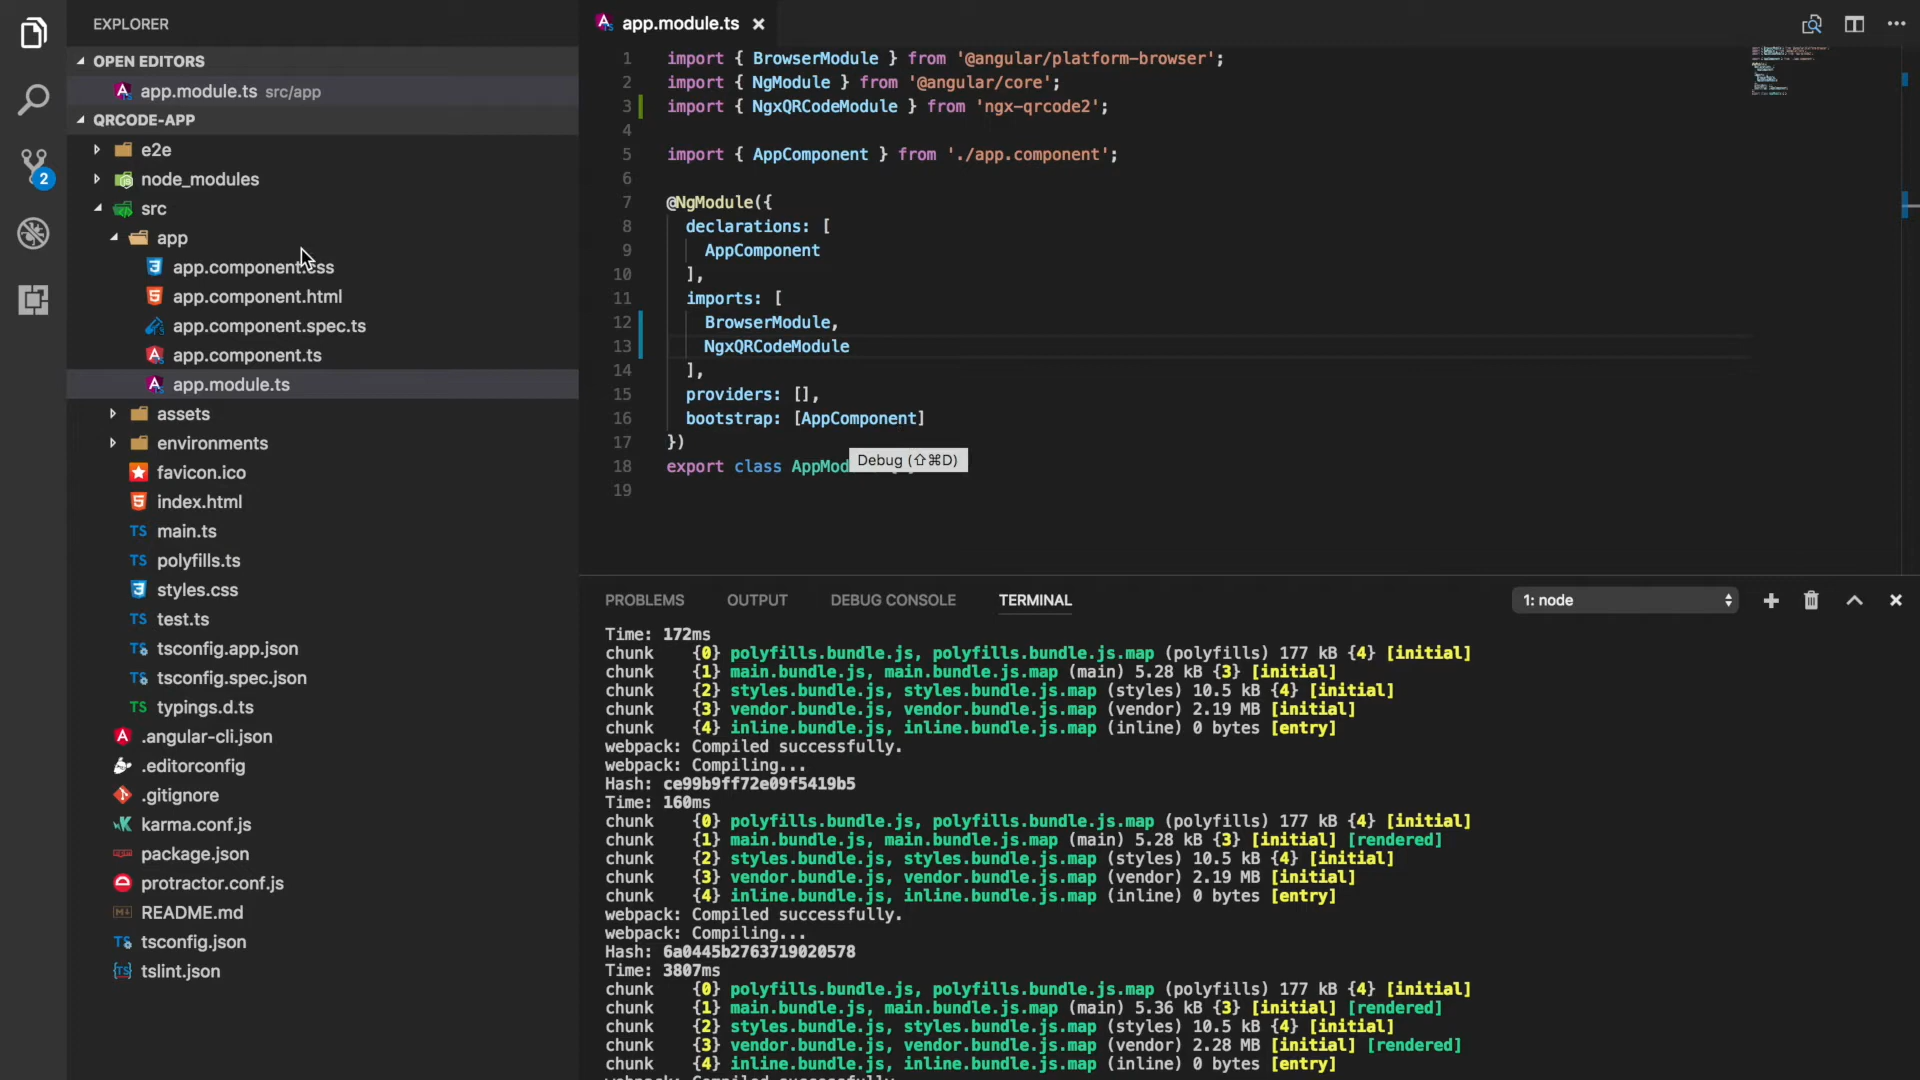 EXPLORER
OPEN EDITORS
app.module.ts src/app
QRCODE-APP
e2e
node_modules
src
app
app.component.css
app.component.html
app.component.spec.ts
app.component.ts
app.module.ts
assets
environments
favicon.ico
index.html
TS main.ts
TS polyfills.ts
styles.css
TS test.ts
TS tsconfig.app.json
TS tsconfig.spec.json
TS typings.d.ts
.angular-cli.json
.editorconfig
.gitignore
karma.conf.js
package.json
protractor.conf.js
README.md
TS tsconfig.json
tslint.json
2
app.module.ts
1 import { BrowserModule } from '@angular/platform-browser';
2 import { NgModule } from '@angular/core';
3 import { NgxQRCodeModule } from 'ngx-qrcode2';
4
5 import { AppComponent } from './app.component';
6
7 @NgModule({
8 declarations: [
9 AppComponent
10 ],
11 imports: [
12 BrowserModule,
13 NgxQRCodeModule
14 ],
15 providers: [],
16 bootstrap: [AppComponent]
17 })
18 export class AppMod
19
Debug (⇧⌘D)
PROBLEMS OUTPUT DEBUG CONSOLE TERMINAL
1: node
Time: 172ms
chunk {0} polyfills.bundle.js, polyfills.bundle.js.map (polyfills) 177 kB {4} [initial]
chunk {1} main.bundle.js, main.bundle.js.map (main) 5.28 kB {3} [initial]
chunk {2} styles.bundle.js, styles.bundle.js.map (styles) 10.5 kB {4} [initial]
chunk {3} vendor.bundle.js, vendor.bundle.js.map (vendor) 2.19 MB [initial]
chunk {4} inline.bundle.js, inline.bundle.js.map (inline) 0 bytes [entry]
webpack: Compiled successfully.
webpack: Compiling...
Hash: ce99b9ff72e09f5419b5
Time: 160ms
chunk {0} polyfills.bundle.js, polyfills.bundle.js.map (polyfills) 177 kB {4} [initial]
chunk {1} main.bundle.js, main.bundle.js.map (main) 5.28 kB {3} [initial] [rendered]
chunk {2} styles.bundle.js, styles.bundle.js.map (styles) 10.5 kB {4} [initial]
chunk {3} vendor.bundle.js, vendor.bundle.js.map (vendor) 2.19 MB [initial]
chunk {4} inline.bundle.js, inline.bundle.js.map (inline) 0 bytes [entry]
webpack: Compiled successfully.
webpack: Compiling...
Hash: 6a0445b2763719020578
Time: 3807ms
chunk {0} polyfills.bundle.js, polyfills.bundle.js.map (polyfills) 177 kB {4} [initial]
chunk {1} main.bundle.js, main.bundle.js.map (main) 5.36 kB {3} [initial] [rendered]
chunk {2} styles.bundle.js, styles.bundle.js.map (styles) 10.5 kB {4} [initial]
chunk {3} vendor.bundle.js, vendor.bundle.js.map (vendor) 2.28 MB [initial] [rendered]
chunk {4} inline.bundle.js, inline.bundle.js.map (inline) 0 bytes [entry]